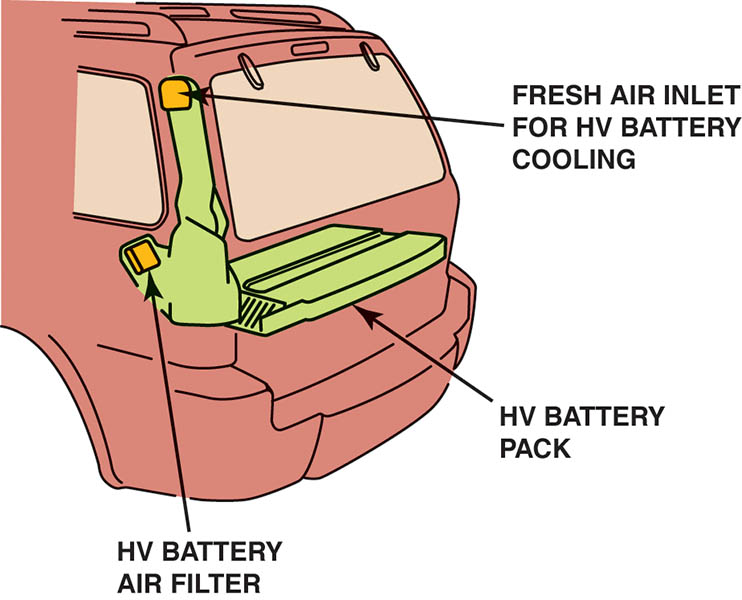 FRESH AIR INLET
FOR HV BATTERY
COOLING
HV BATTERY
PACK
HV BATTERY
AIR FILTER